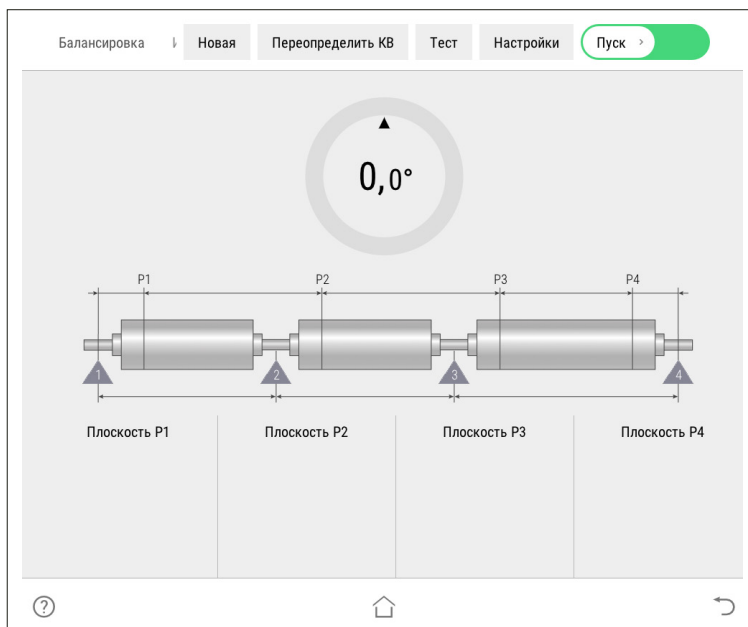 Балансировка Новая Переопределить КВ Тест Настройки Пуск
0,0°
P1 P2 P3 P4
1 2 3 4
Плоскость P1 Плоскость P2 Плоскость P3 Плоскость P4
?